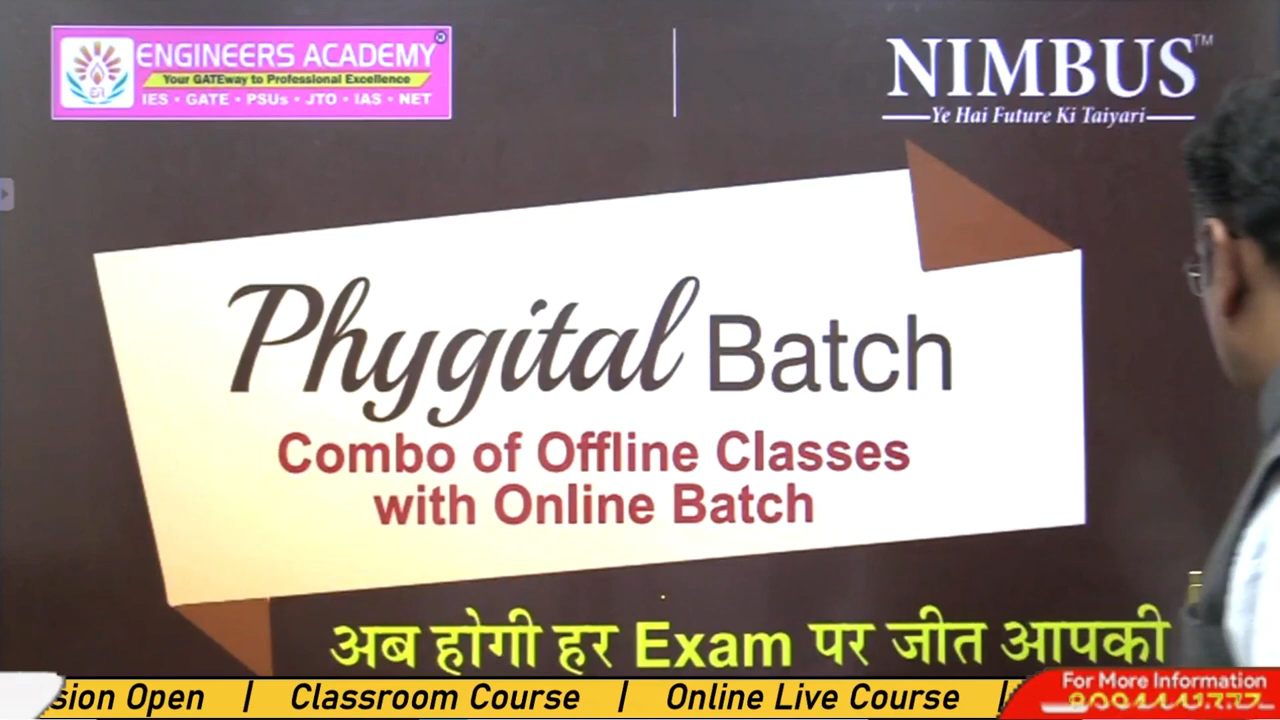 ENGINEERS ACADEMY
Your GATEway to Professional Excellence
IES • GATE • PSUs • JTO • IAS • NET
NIMBUS™
Ye Hai Future Ki Taiyari
Phygital Batch
Combo of Offline Classes
with Online Batch
अब होगी हर Exam पर जीत आपकी
sion Open | Classroom Course | Online Live Course |
For More Information